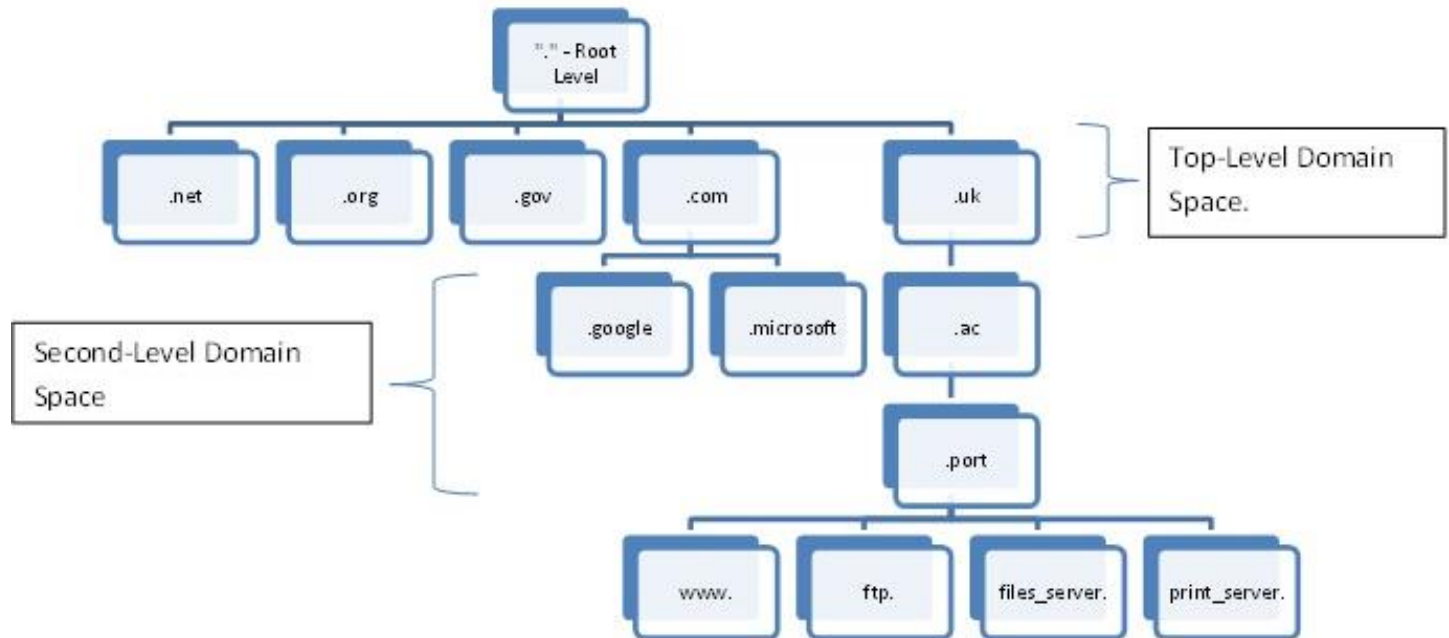 "." - Root
Level
.net
.org
.gov
.com
.uk
Top-Level Domain
Space.
.google
.microsoft
.ac
Second-Level Domain
Space
.port
www.
ftp.
files_server.
print_server.